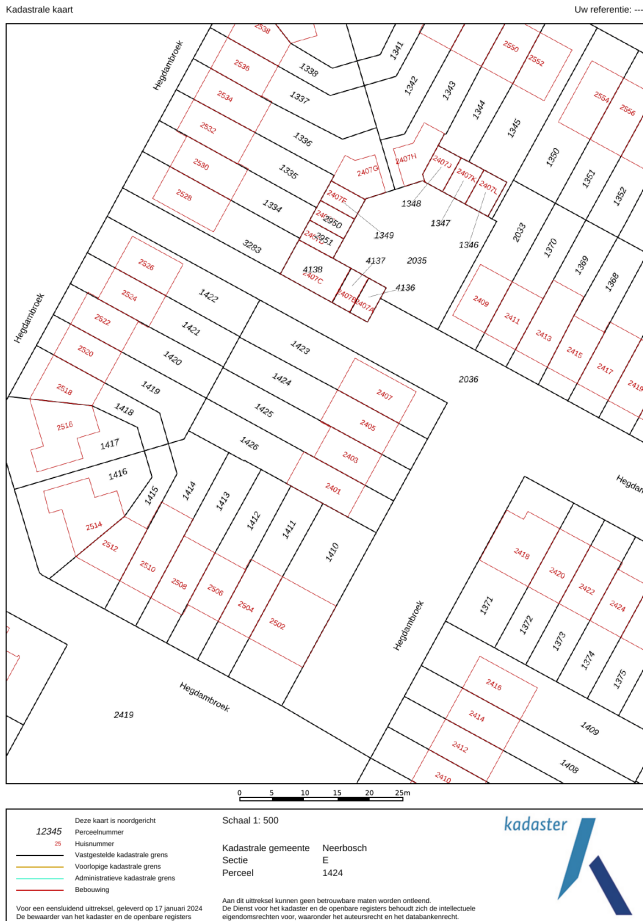 Kadastrale kaart
Uw referentie: ---
2538
1341
2550
2552
Hegdambroek
2536
1338
1342
1343
2554
2556
2534
1337
1344
2532
1336
1345
2530
1335
2407G
2407H
2407J
2407K
2407L
1350
1351
1352
2528
1334
2407F
2950
1348
1347
1346
2951
1349
2033
1370
1369
1368
3283
4138
4137
2035
2407C
2407B
2407A
4136
2526
2524
1422
2409
2411
2413
2415
2417
2419
Hegdambroek
2522
1421
1423
2520
1420
1424
2036
2518
1419
1425
2407
2516
1418
1426
2405
1417
2403
1416
2401
Hegdam
1415
1414
1413
1412
1411
1410
2514
2512
2510
2508
2506
2504
2502
2418
2420
2422
2424
1371
1372
1373
1374
1375
Hegdambroek
Hegdambroek
2416
2414
2412
2410
1409
1408
2419
0 5 10 15 20 25m
Deze kaart is noordgericht
12345 Perceelnummer
25 Huisnummer
Vastgestelde kadastrale grens
Voorlopige kadastrale grens
Administratieve kadastrale grens
Bebouwing
Voor een eensluidend uittreksel, geleverd op 17 januari 2024
De bewaarder van het kadaster en de openbare registers
Schaal 1: 500
Kadastrale gemeente Neerbosch
Sectie E
Perceel 1424
Aan dit uittreksel kunnen geen betrouwbare maten worden ontleend.
De Dienst voor het kadaster en de openbare registers behoudt zich de intellectuele
eigendomsrechten voor, waaronder het auteursrecht en het databankenrecht.
kadaster